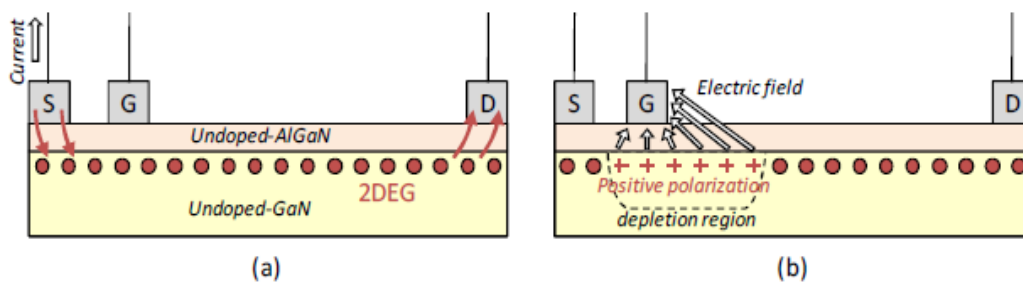 Current
S
G
D
Undoped-AlGaN
2DEG
Undoped-GaN
(a)
S
G
Electric field
D
+ + + + + +
Positive polarization
depletion region
(b)